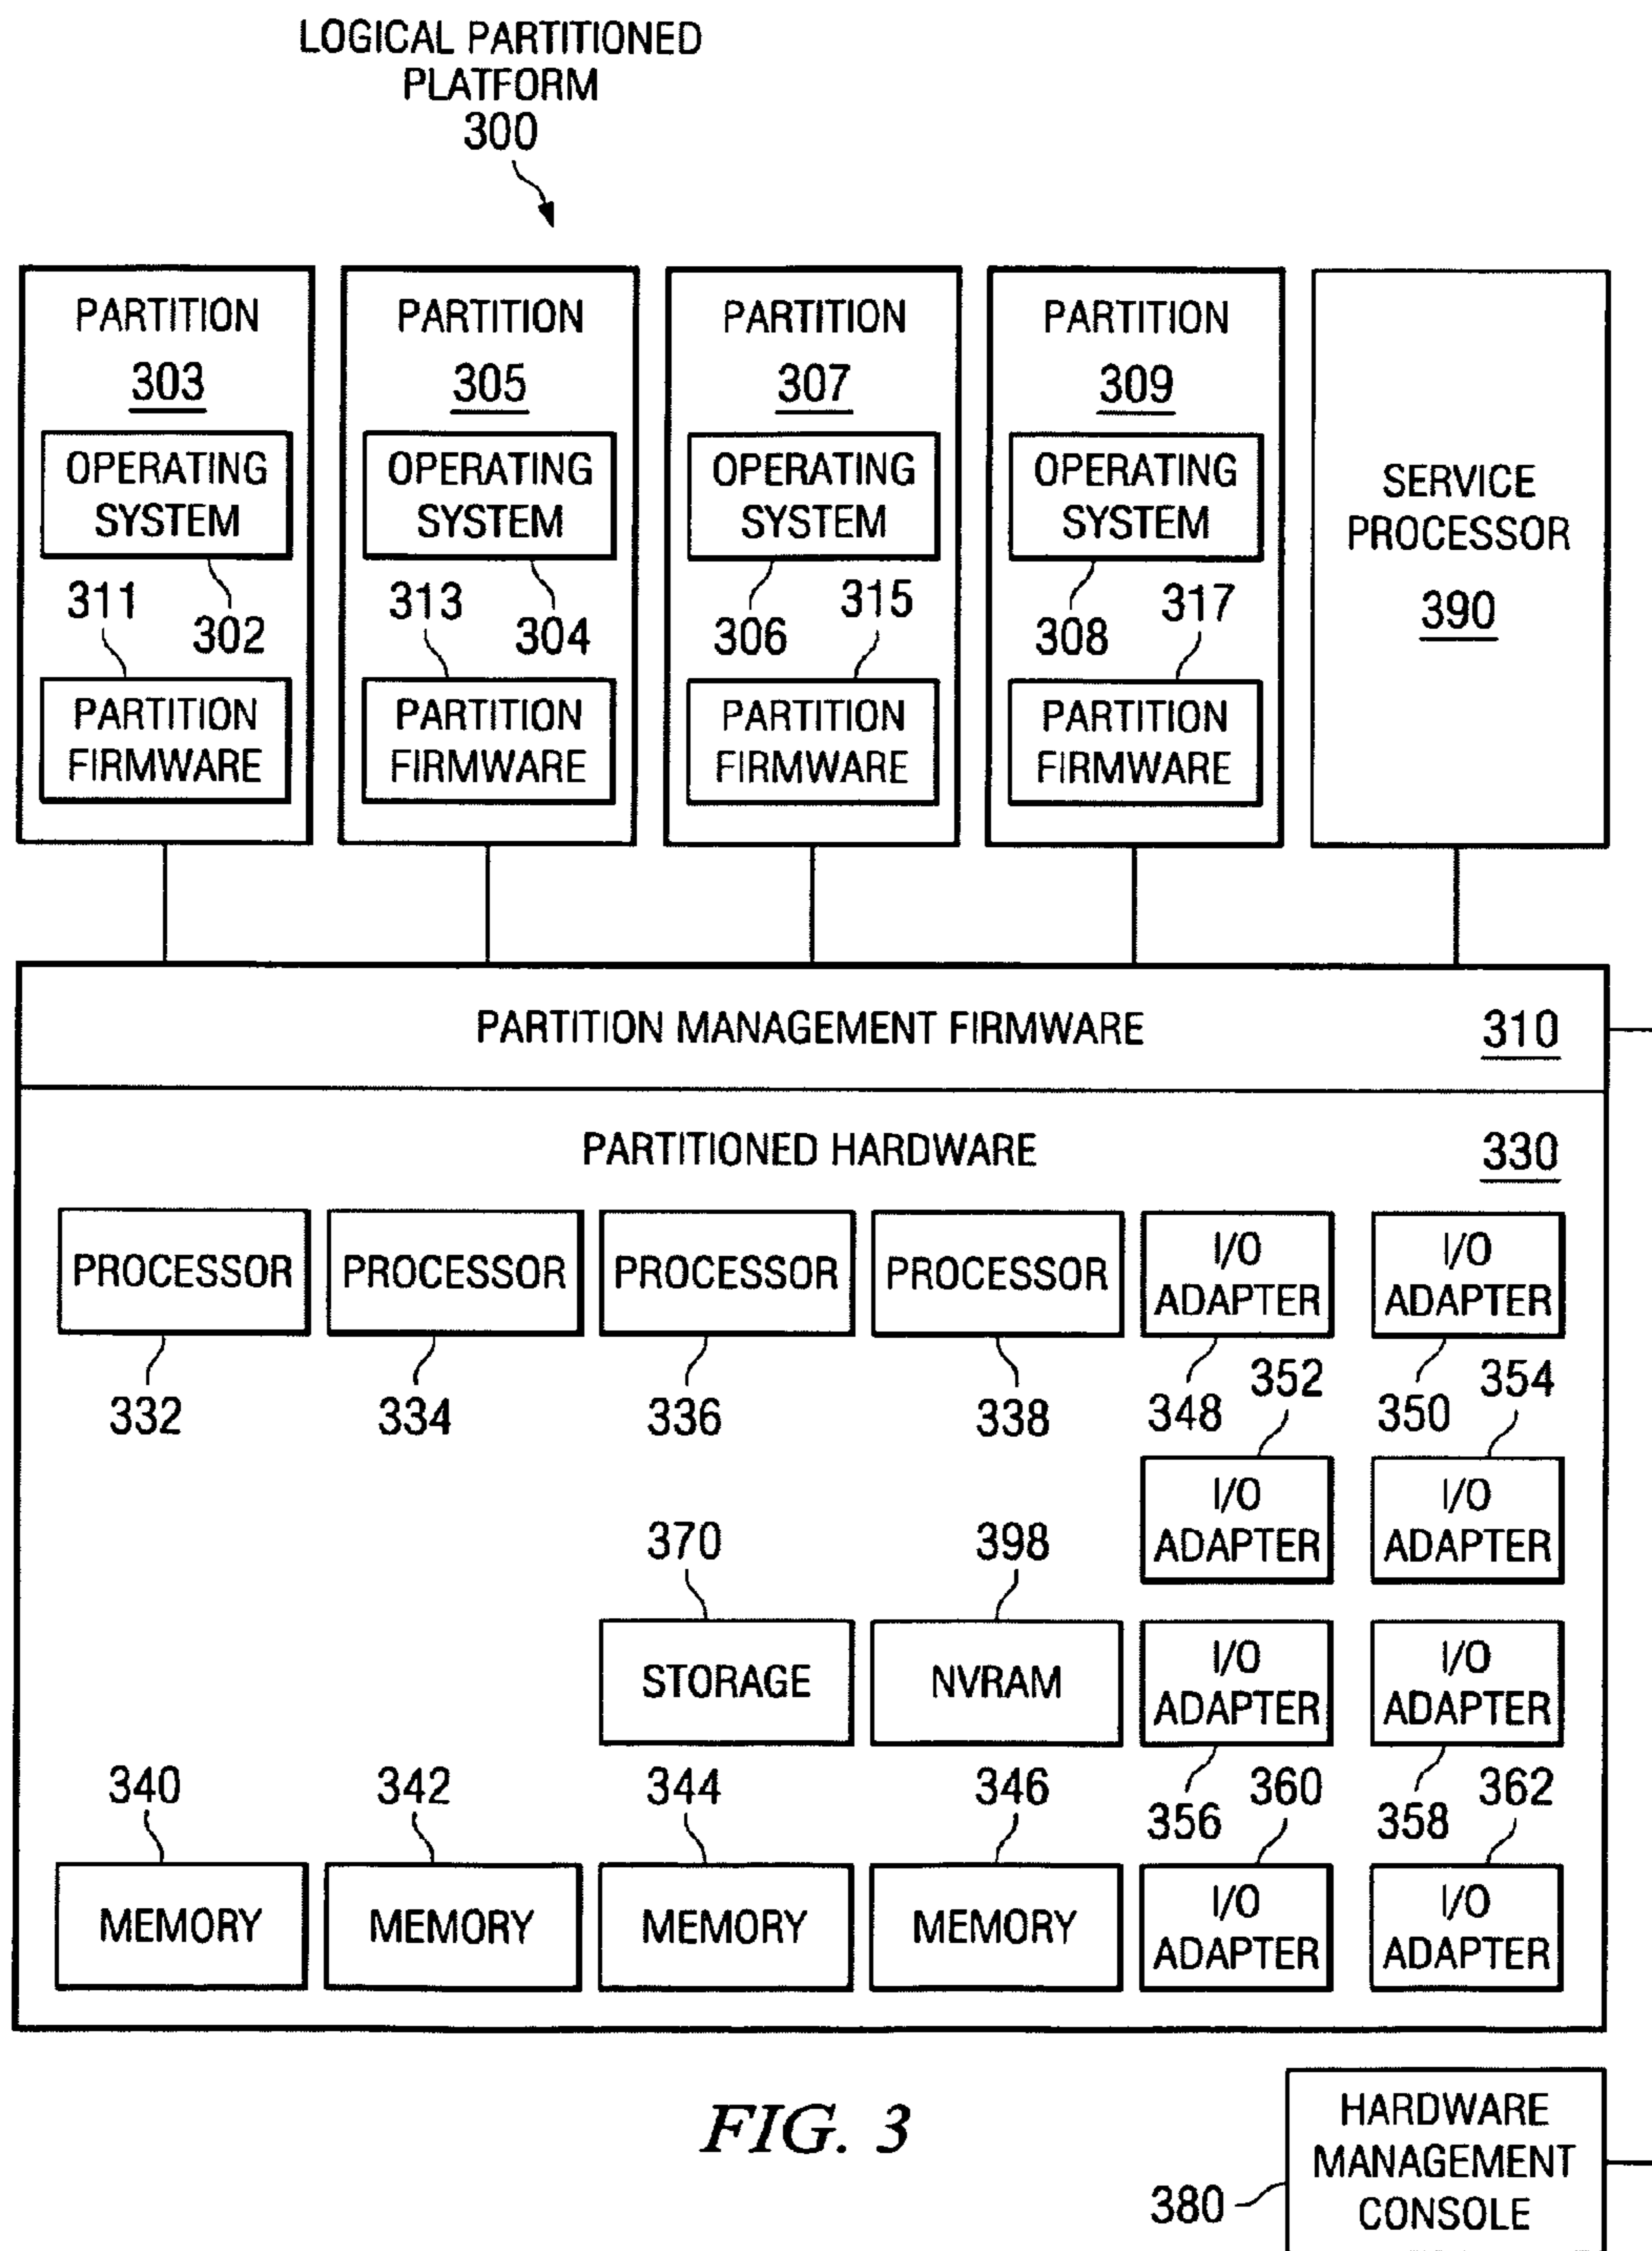 LOGICAL PARTITIONED
PLATFORM
300
PARTITION
303
OPERATING
SYSTEM
311
302
PARTITION
FIRMWARE
PARTITION
305
OPERATING
SYSTEM
313
304
PARTITION
FIRMWARE
PARTITION
307
OPERATING
SYSTEM
306
315
PARTITION
FIRMWARE
PARTITION
309
OPERATING
SYSTEM
308
317
PARTITION
FIRMWARE
SERVICE
PROCESSOR
390
PARTITION MANAGEMENT FIRMWARE
310
PARTITIONED HARDWARE
330
PROCESSOR
332
PROCESSOR
334
PROCESSOR
336
PROCESSOR
338
I/O
ADAPTER
348
I/O
ADAPTER
350
352
I/O
ADAPTER
354
I/O
ADAPTER
370
STORAGE
398
NVRAM
I/O
ADAPTER
356
I/O
ADAPTER
358
340
MEMORY
342
MEMORY
344
MEMORY
346
MEMORY
360
I/O
ADAPTER
362
I/O
ADAPTER
FIG. 3
380
HARDWARE
MANAGEMENT
CONSOLE